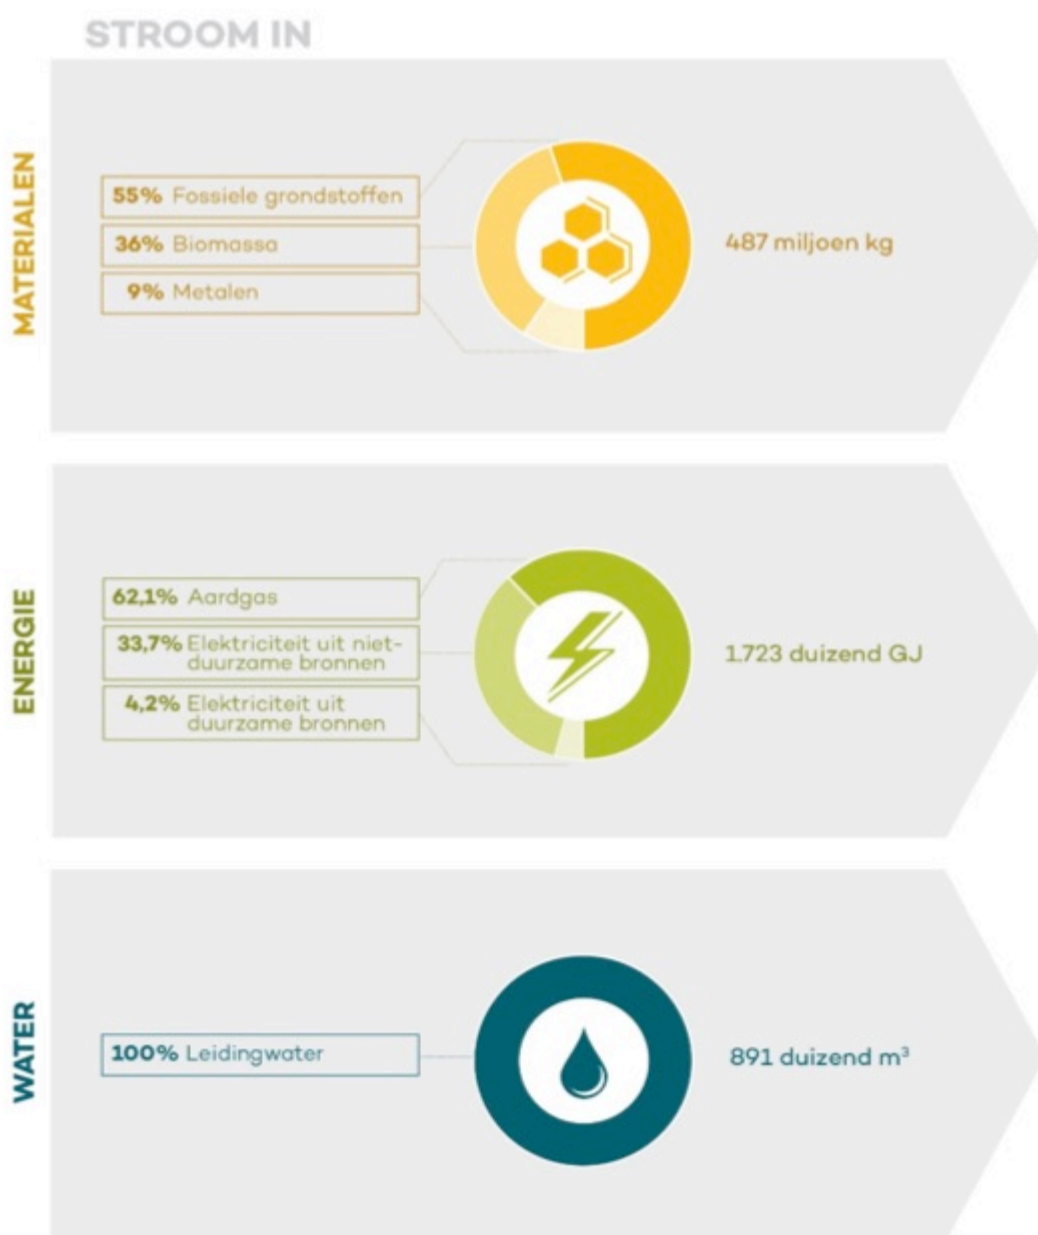 STROOM IN
MATERIALEN
55% Fossiele grondstoffen
36% Biomassa
9% Metalen
487 miljoen kg
ENERGIE
62,1% Aardgas
33,7% Elektriciteit uit niet-
duurzame bronnen
4,2% Elektriciteit uit
duurzame bronnen
1.723 duizend GJ
WATER
100% Leidingwater
891 duizend m³